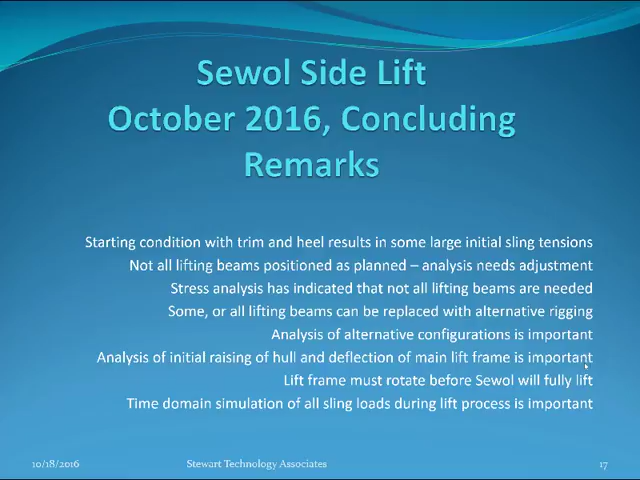 Sewol Side Lift
October 2016, Concluding
Remarks
Starting condition with trim and heel results in some large initial sling tensions
Not all lifting beams positioned as planned – analysis needs adjustment
Stress analysis has indicated that not all lifting beams are needed
Some, or all lifting beams can be replaced with alternative rigging
Analysis of alternative configurations is important
Analysis of initial raising of hull and deflection of main lift frame is important
Lift frame must rotate before Sewol will fully lift
Time domain simulation of all sling loads during lift process is important
10/18/2016
Stewart Technology Associates
17